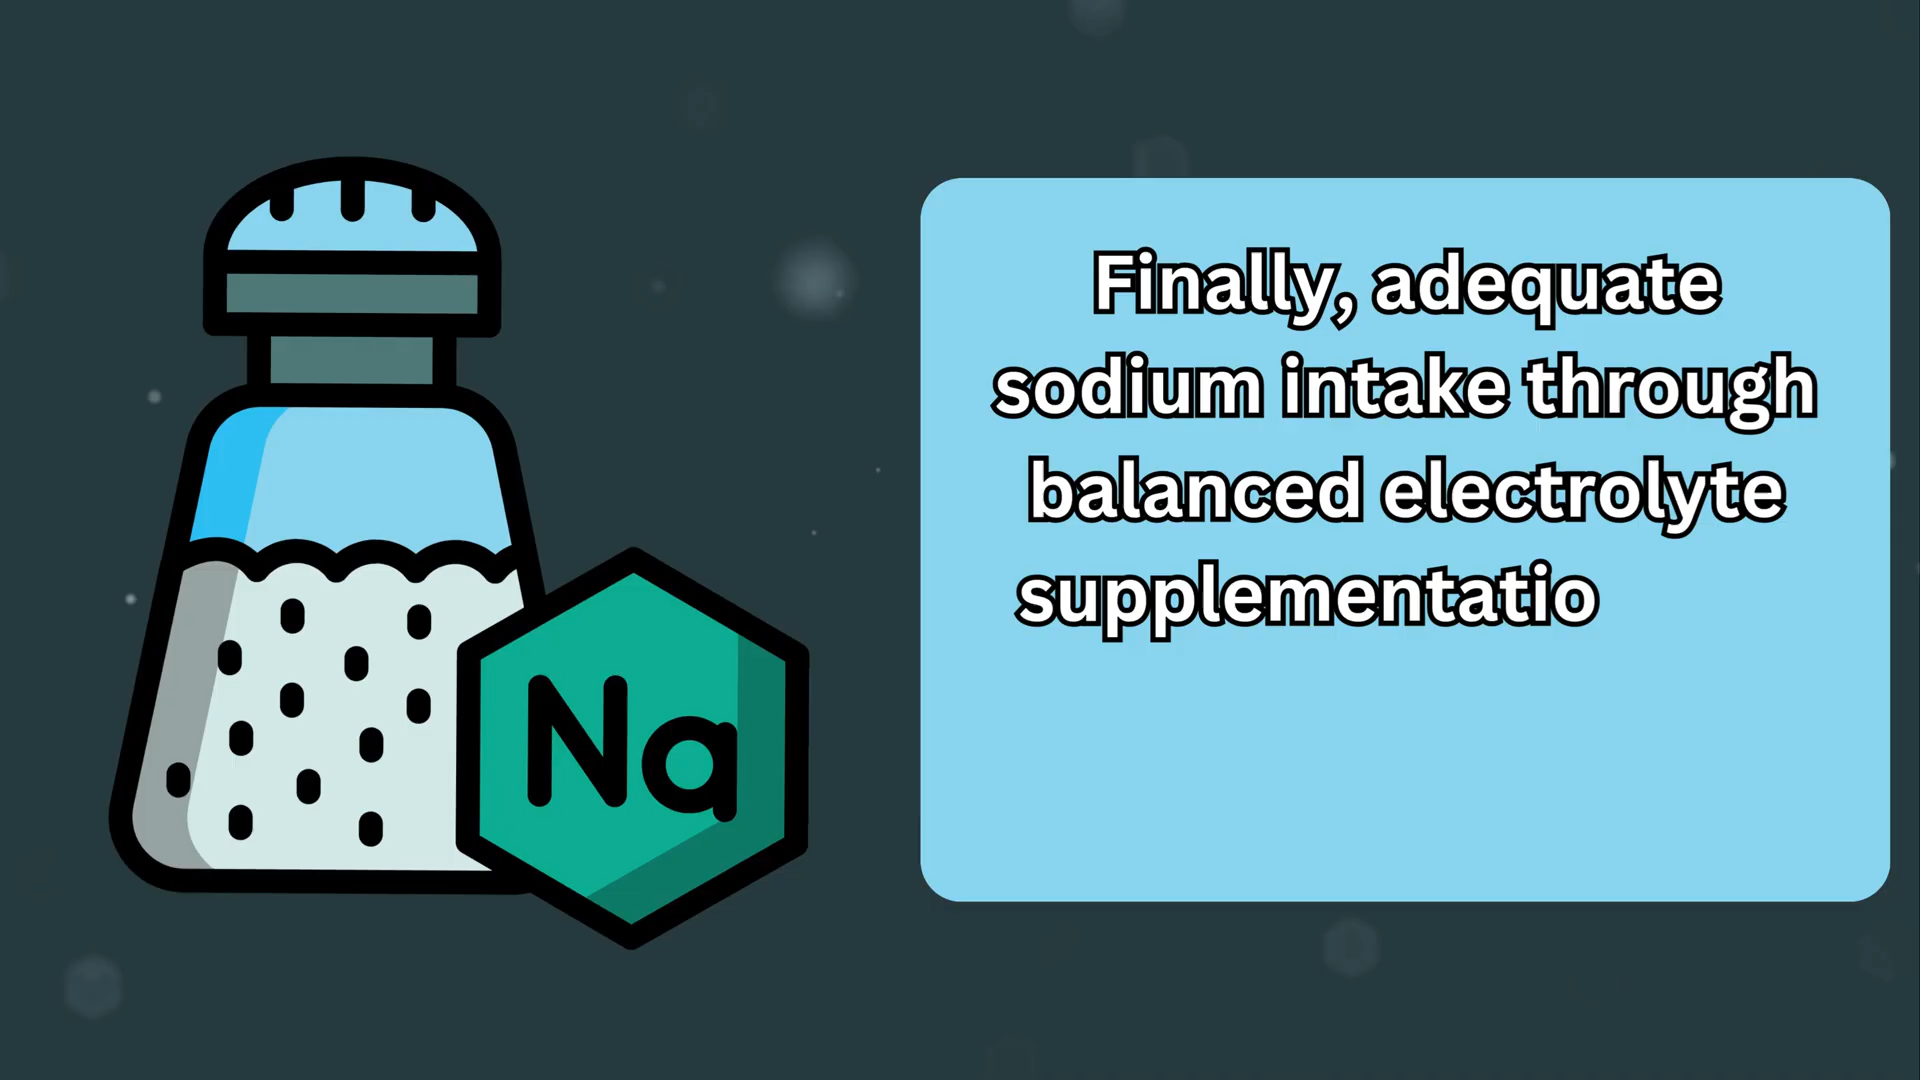 Finally, adequate
sodium intake through
balanced electrolyte
supplementatio
Na